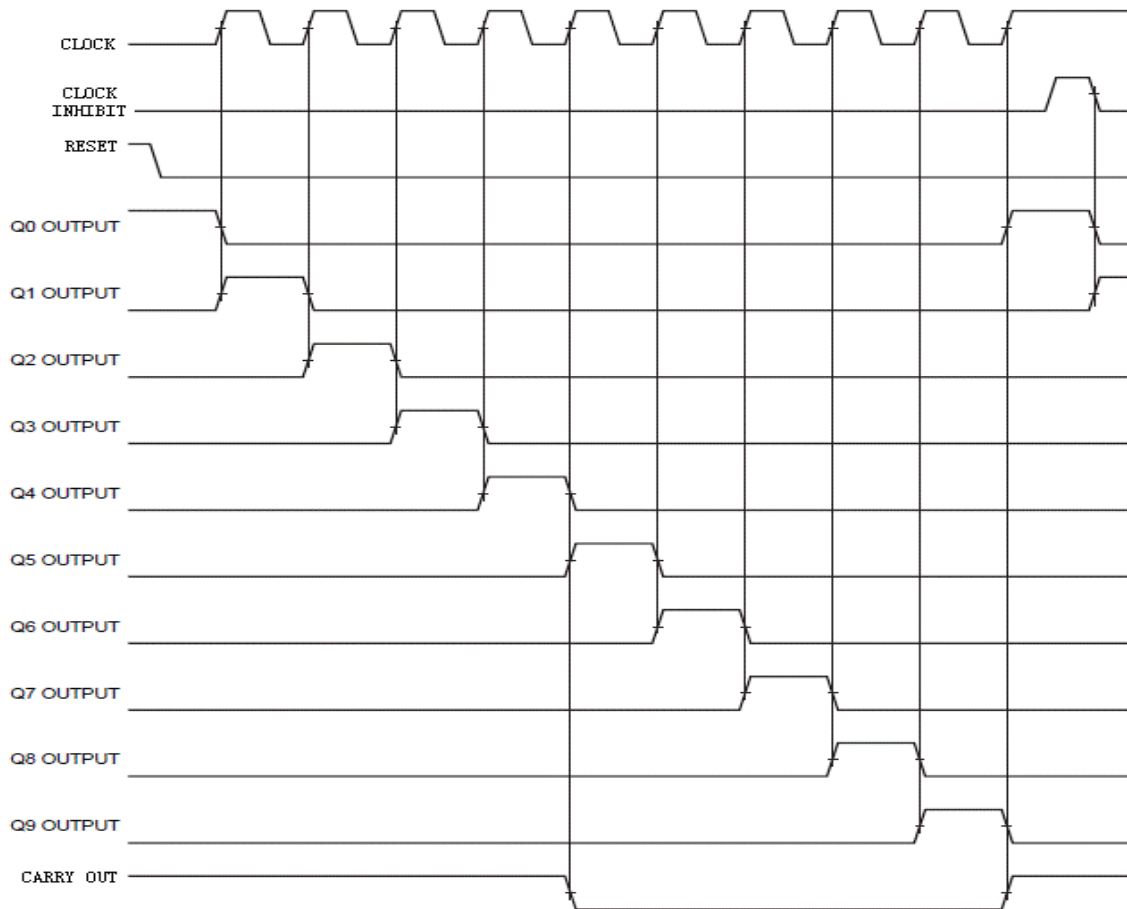 CLOCK
CLOCK
INHIBIT
RESET
Q0 OUTPUT
Q1 OUTPUT
Q2 OUTPUT
Q3 OUTPUT
Q4 OUTPUT
Q5 OUTPUT
Q6 OUTPUT
Q7 OUTPUT
Q8 OUTPUT
Q9 OUTPUT
CARRY OUT